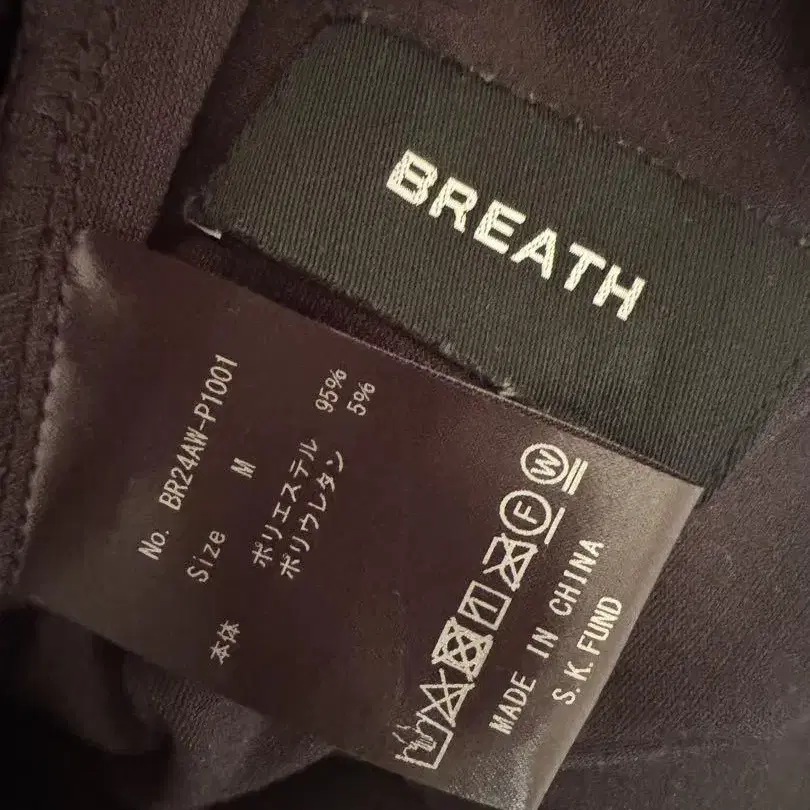 BREATH
No. BR24AW-P1001
Size M
本体
ポリエステル 95%
ポリウレタン 5%
F W
MADE IN CHINA
S.K.FUND